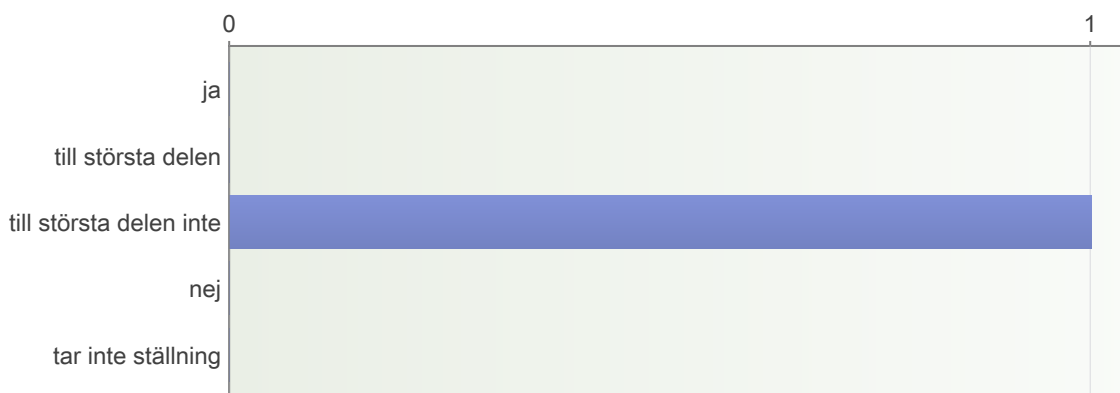 0 1
ja
till största delen
till största delen inte
nej
tar inte ställning